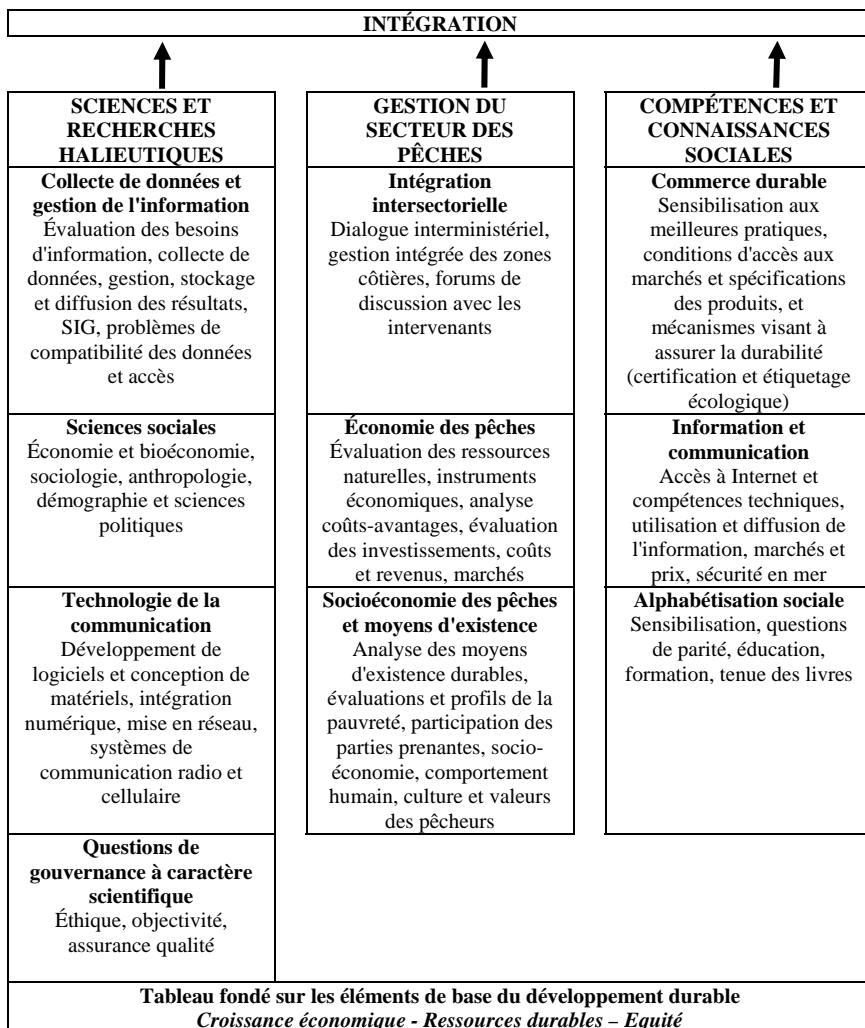 INTÉGRATION
SCIENCES ET
RECHERCHES
HALIEUTIQUES
Collecte de données et
gestion de l'information
Évaluation des besoins
d'information, collecte de
données, gestion, stockage
et diffusion des résultats,
SIG, problèmes de
compatibilité des données
et accès
Sciences sociales
Économie et bioéconomie,
sociologie, anthropologie,
démographie et sciences
politiques
Technologie de la
communication
Développement de
logiciels et conception de
matériels, intégration
numérique, mise en réseau,
systèmes de
communication radio et
cellulaire
Questions de
gouvernance à caractère
scientifique
Éthique, objectivité,
assurance qualité
GESTION DU
SECTEUR DES
PÊCHES
Intégration
intersectorielle
Dialogue interministériel,
gestion intégrée des zones
côtières, forums de
discussion avec les
intervenants
Économie des pêches
Évaluation des ressources
naturelles, instruments
économiques, analyse
coûts-avantages, évaluation
des investissements, coûts
et revenus, marchés
Socioéconomie des pêches
et moyens d'existence
Analyse des moyens
d'existence durables,
évaluations et profils de la
pauvreté, participation des
parties prenantes, socio-
économie, comportement
humain, culture et valeurs
des pêcheurs
COMPÉTENCES ET
CONNAISSANCES
SOCIALES
Commerce durable
Sensibilisation aux
meilleures pratiques,
conditions d'accès aux
marchés et spécifications
des produits, et
mécanismes visant à
assurer la durabilité
(certification et étiquetage
écologique)
Information et
communication
Accès à Internet et
compétences techniques,
utilisation et diffusion de
l'information, marchés et
prix, sécurité en mer
Alphabétisation sociale
Sensibilisation, questions
de parité, éducation,
formation, tenue des livres
Tableau fondé sur les éléments de base du développement durable
Croissance économique - Ressources durables – Equité